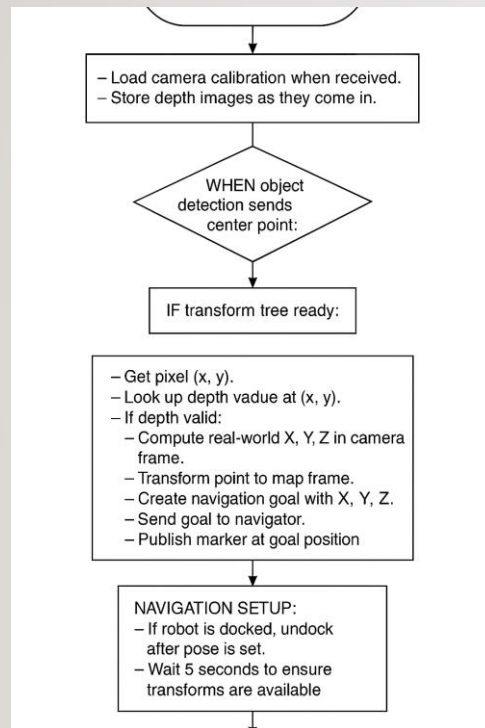 – Load camera calibration when received.
– Store depth images as they come in.
WHEN object
detection sends
center point:
IF transform tree ready:
– Get pixel (x, y).
– Look up depth vadue at (x, y).
– If depth valid:
– Compute real-world X, Y, Z in camera
frame.
– Transform point to map frame.
– Create navigation goal with X, Y, Z.
– Send goal to navigator.
– Publish marker at goal position
NAVIGATION SETUP:
– If robot is docked, undock
after pose is set.
– Wait 5 seconds to ensure
transforms are available